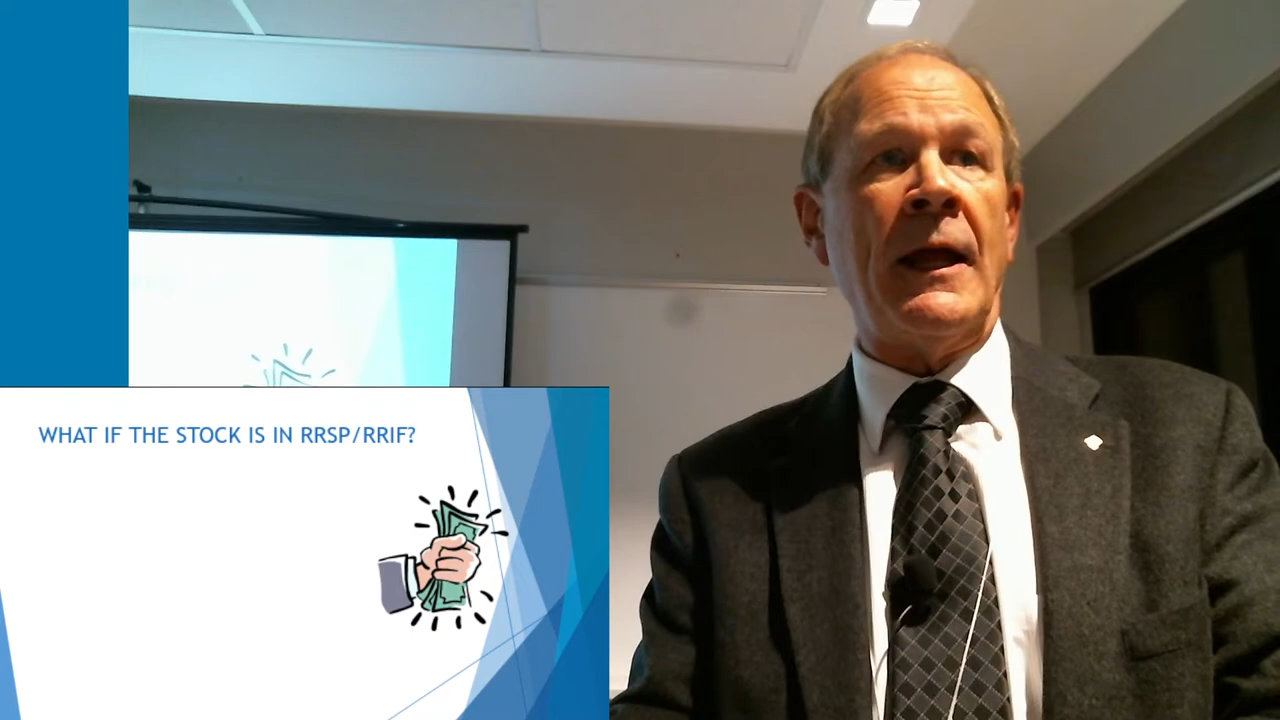 WHAT IF THE STOCK IS IN RRSP/RRIF?